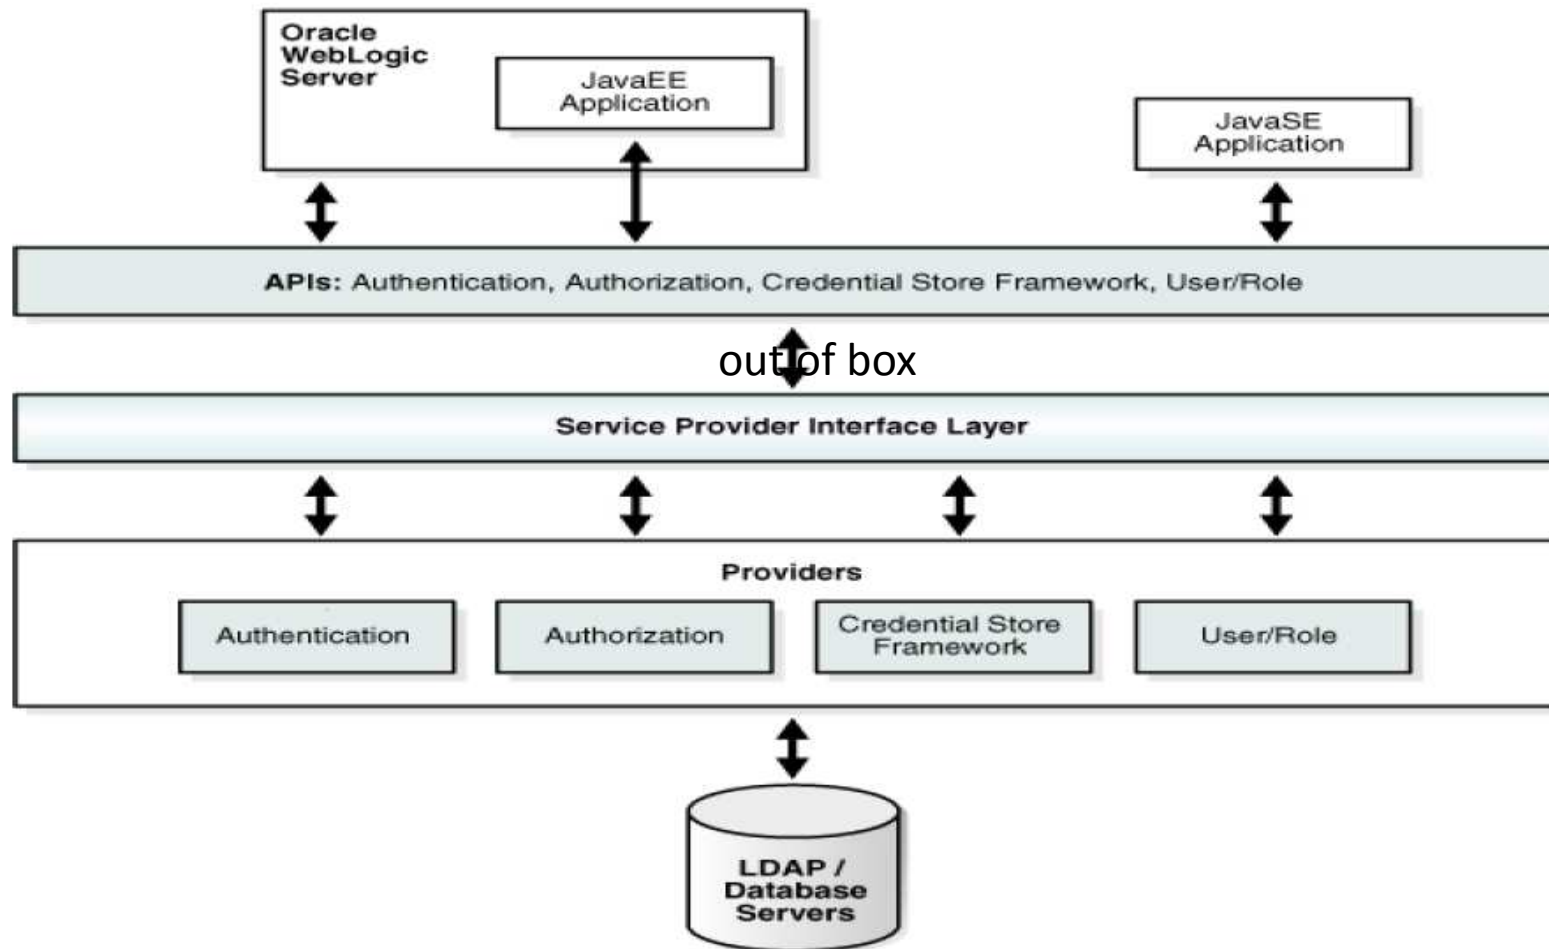 Oracle
WebLogic
Server
JavaEE
Application
JavaSE
Application
APIs: Authentication, Authorization, Credential Store Framework, User/Role
out of box
Service Provider Interface Layer
Providers
Authentication
Authorization
Credential Store
Framework
User/Role
LDAP /
Database
Servers